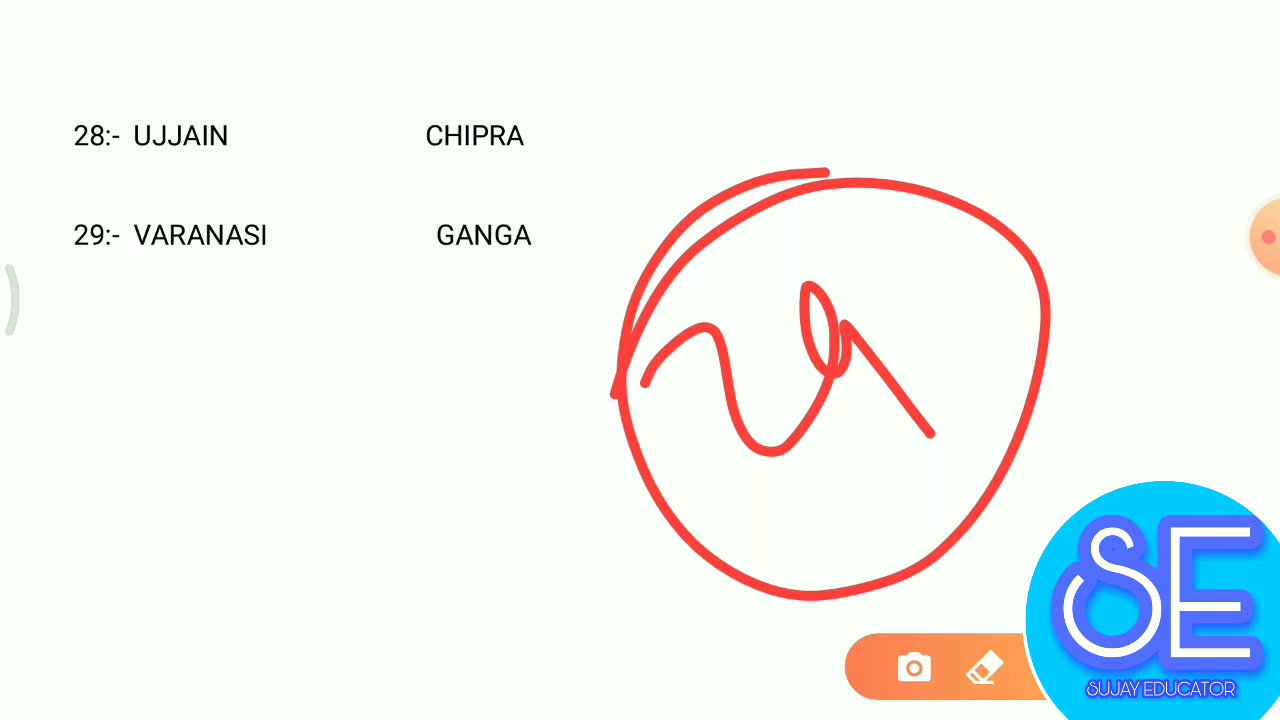 28:- UJJAIN CHIPRA
29:- VARANASI GANGA
SE
SUJAY EDUCATOR